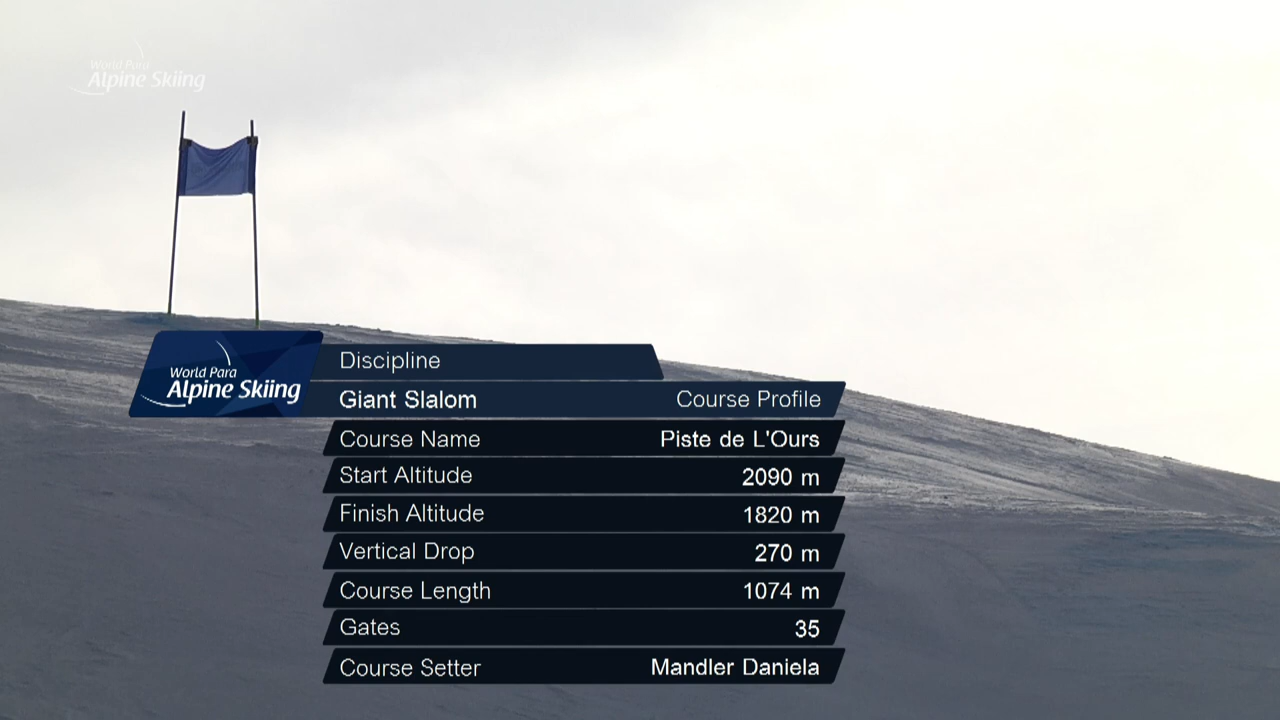 World Para
Alpine Skiing
World Para
Alpine Skiing
Discipline
Giant Slalom Course Profile
Course Name Piste de L'Ours
Start Altitude 2090 m
Finish Altitude 1820 m
Vertical Drop 270 m
Course Length 1074 m
Gates 35
Course Setter Mandler Daniela